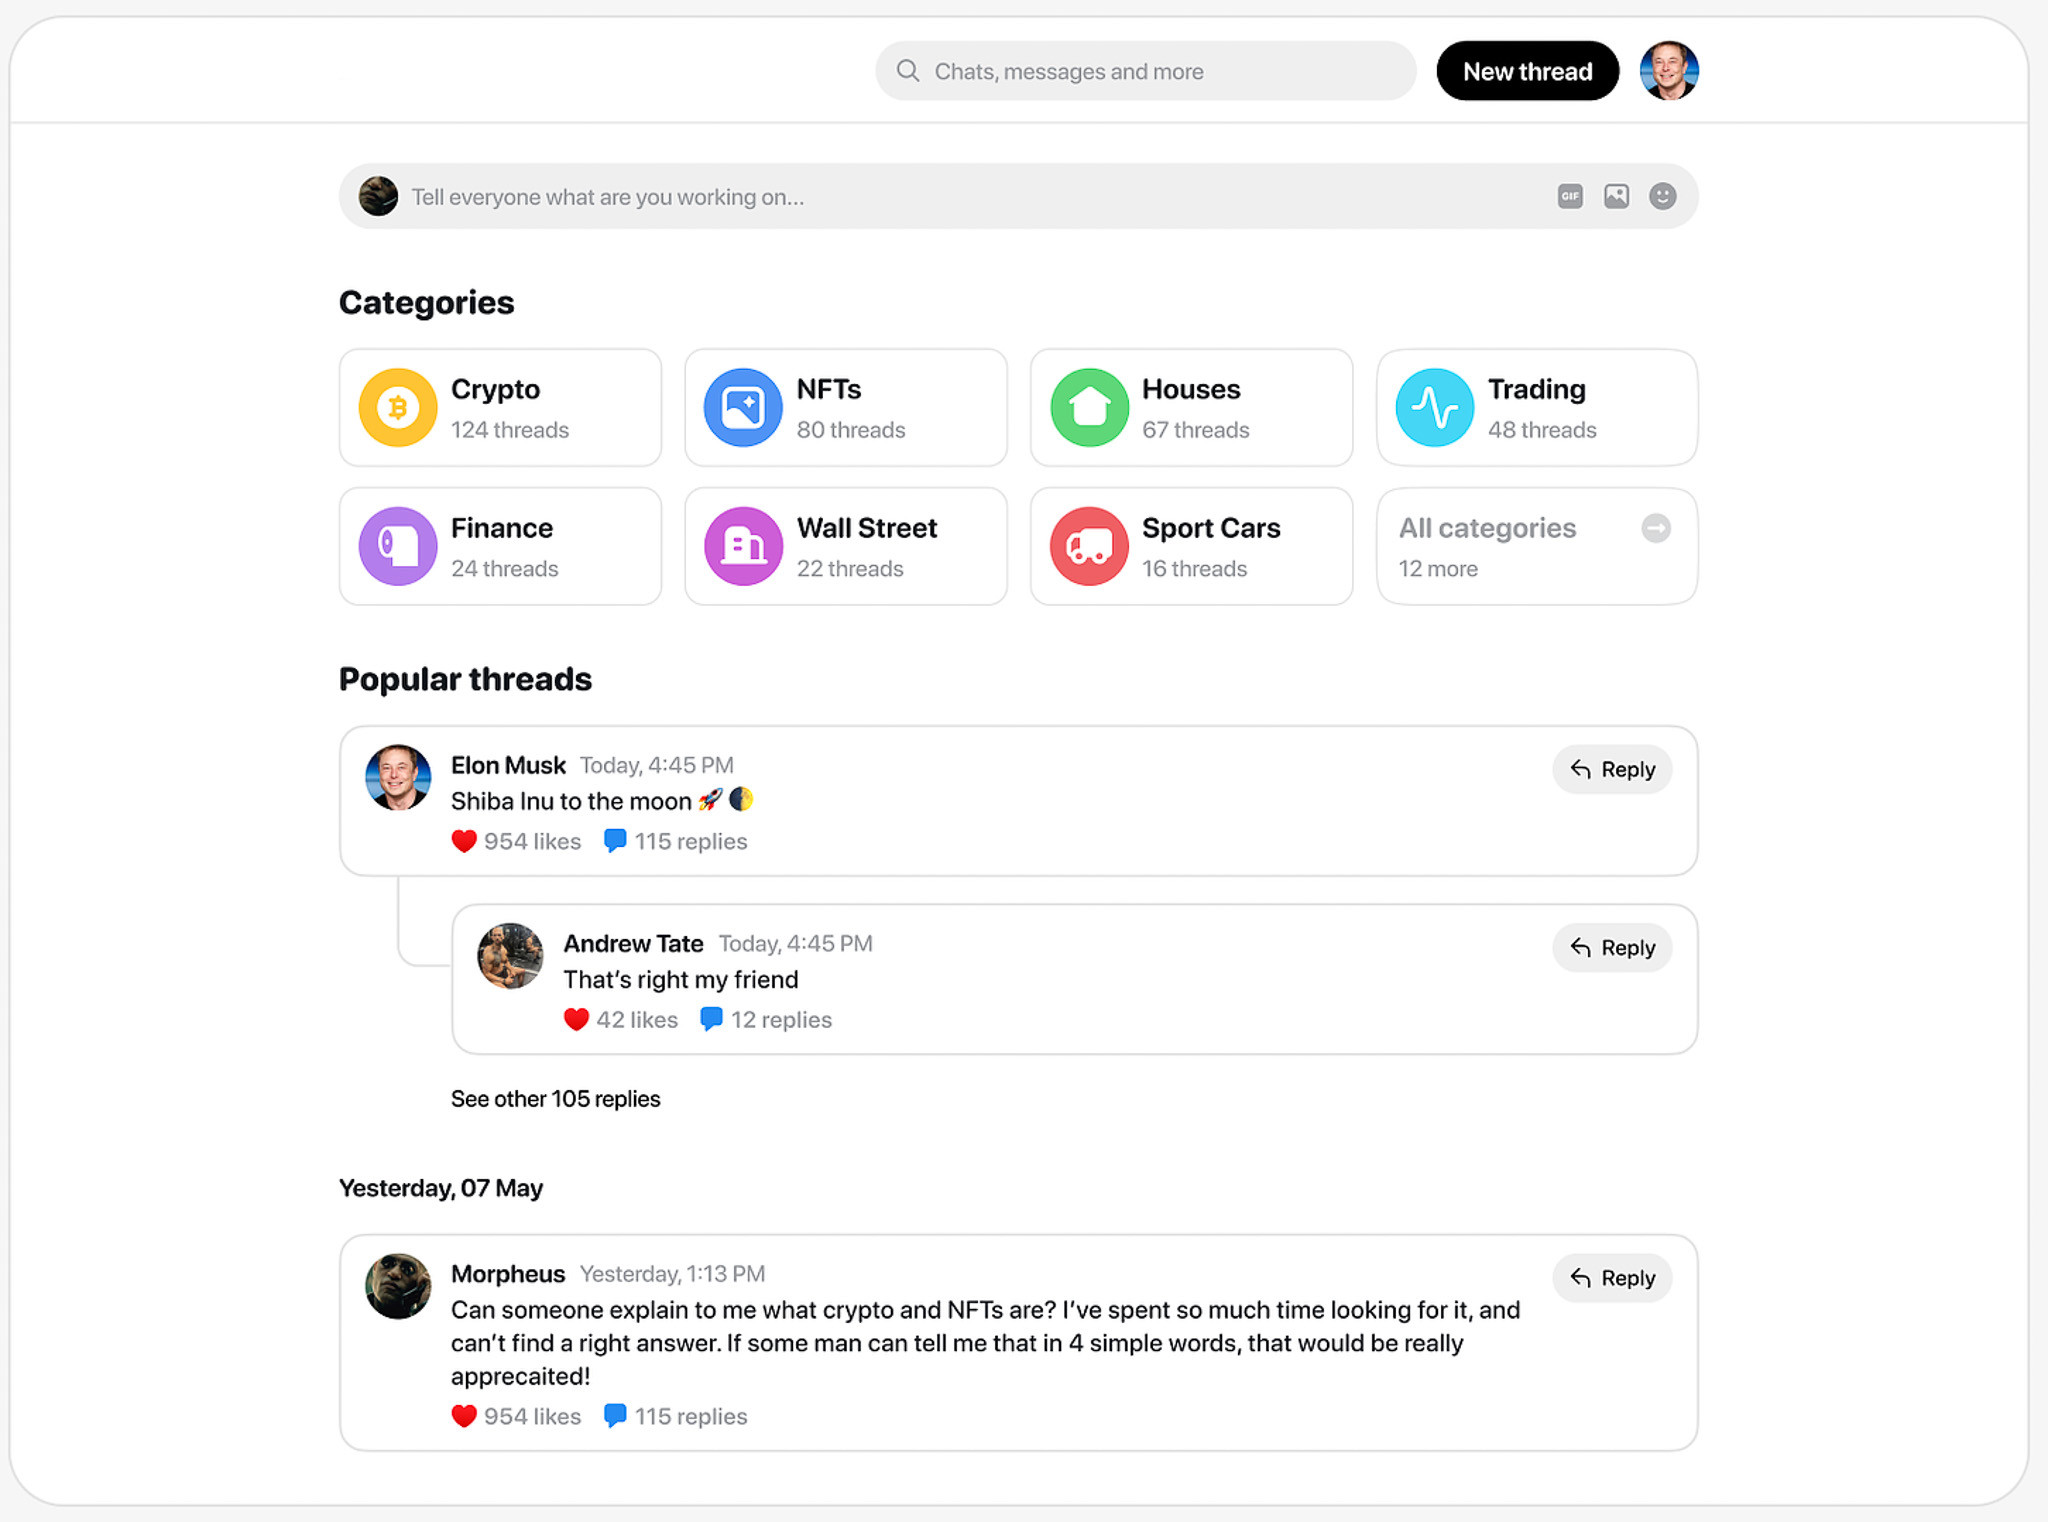 Chats, messages and more
New thread
Tell everyone what are you working on...
GIF
Categories
Crypto
124 threads
NFTs
80 threads
Houses
67 threads
Trading
48 threads
Finance
24 threads
Wall Street
22 threads
Sport Cars
16 threads
All categories
12 more
Popular threads
Elon Musk Today, 4:45 PM
Shiba Inu to the moon 🚀🌓
954 likes 115 replies
Reply
Andrew Tate Today, 4:45 PM
That’s right my friend
42 likes 12 replies
Reply
See other 105 replies
Yesterday, 07 May
Morpheus Yesterday, 1:13 PM
Can someone explain to me what crypto and NFTs are? I’ve spent so much time looking for it, and
can’t find a right answer. If some man can tell me that in 4 simple words, that would be really
apprecaited!
954 likes 115 replies
Reply